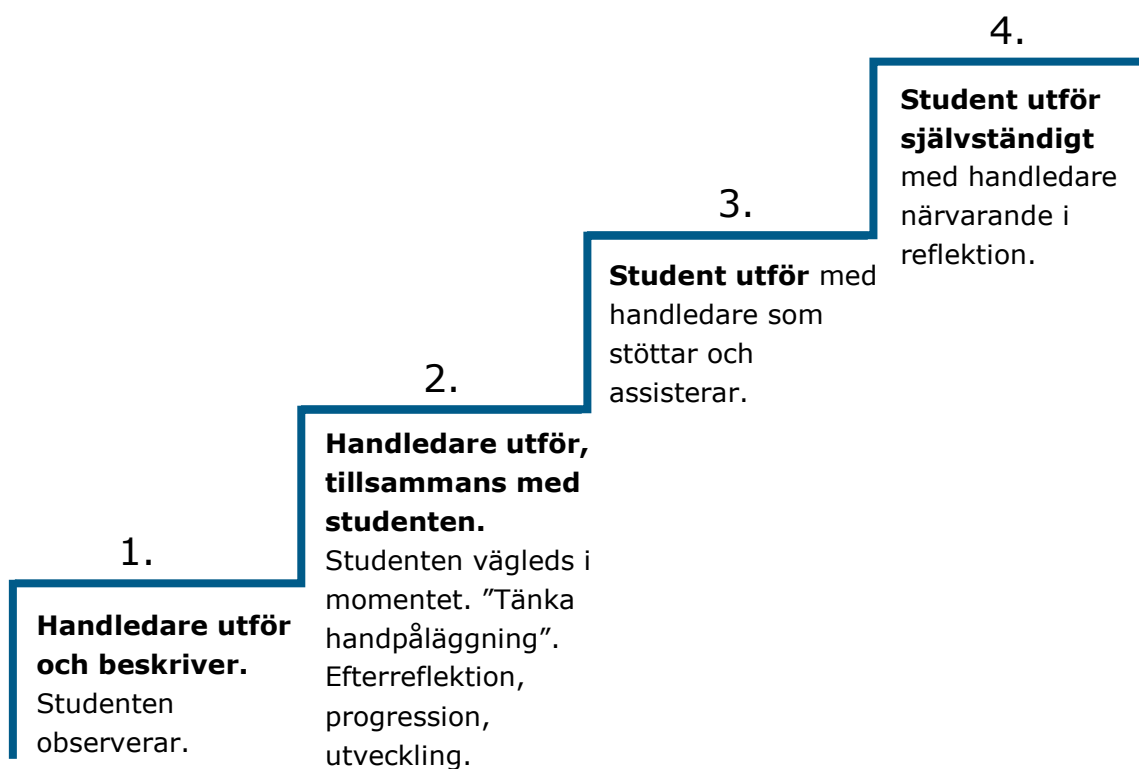 1.
Handledare utför
och beskriver.
Studenten
observerar.
2.
Handledare utför,
tillsammans med
studenten.
Studenten vägleds i
momentet. ”Tänka
handpåläggning”.
Efterreflektion,
progression,
utveckling.
3.
Student utför med
handledare som
stöttar och
assisterar.
4.
Student utför
självständigt
med handledare
närvarande i
reflektion.